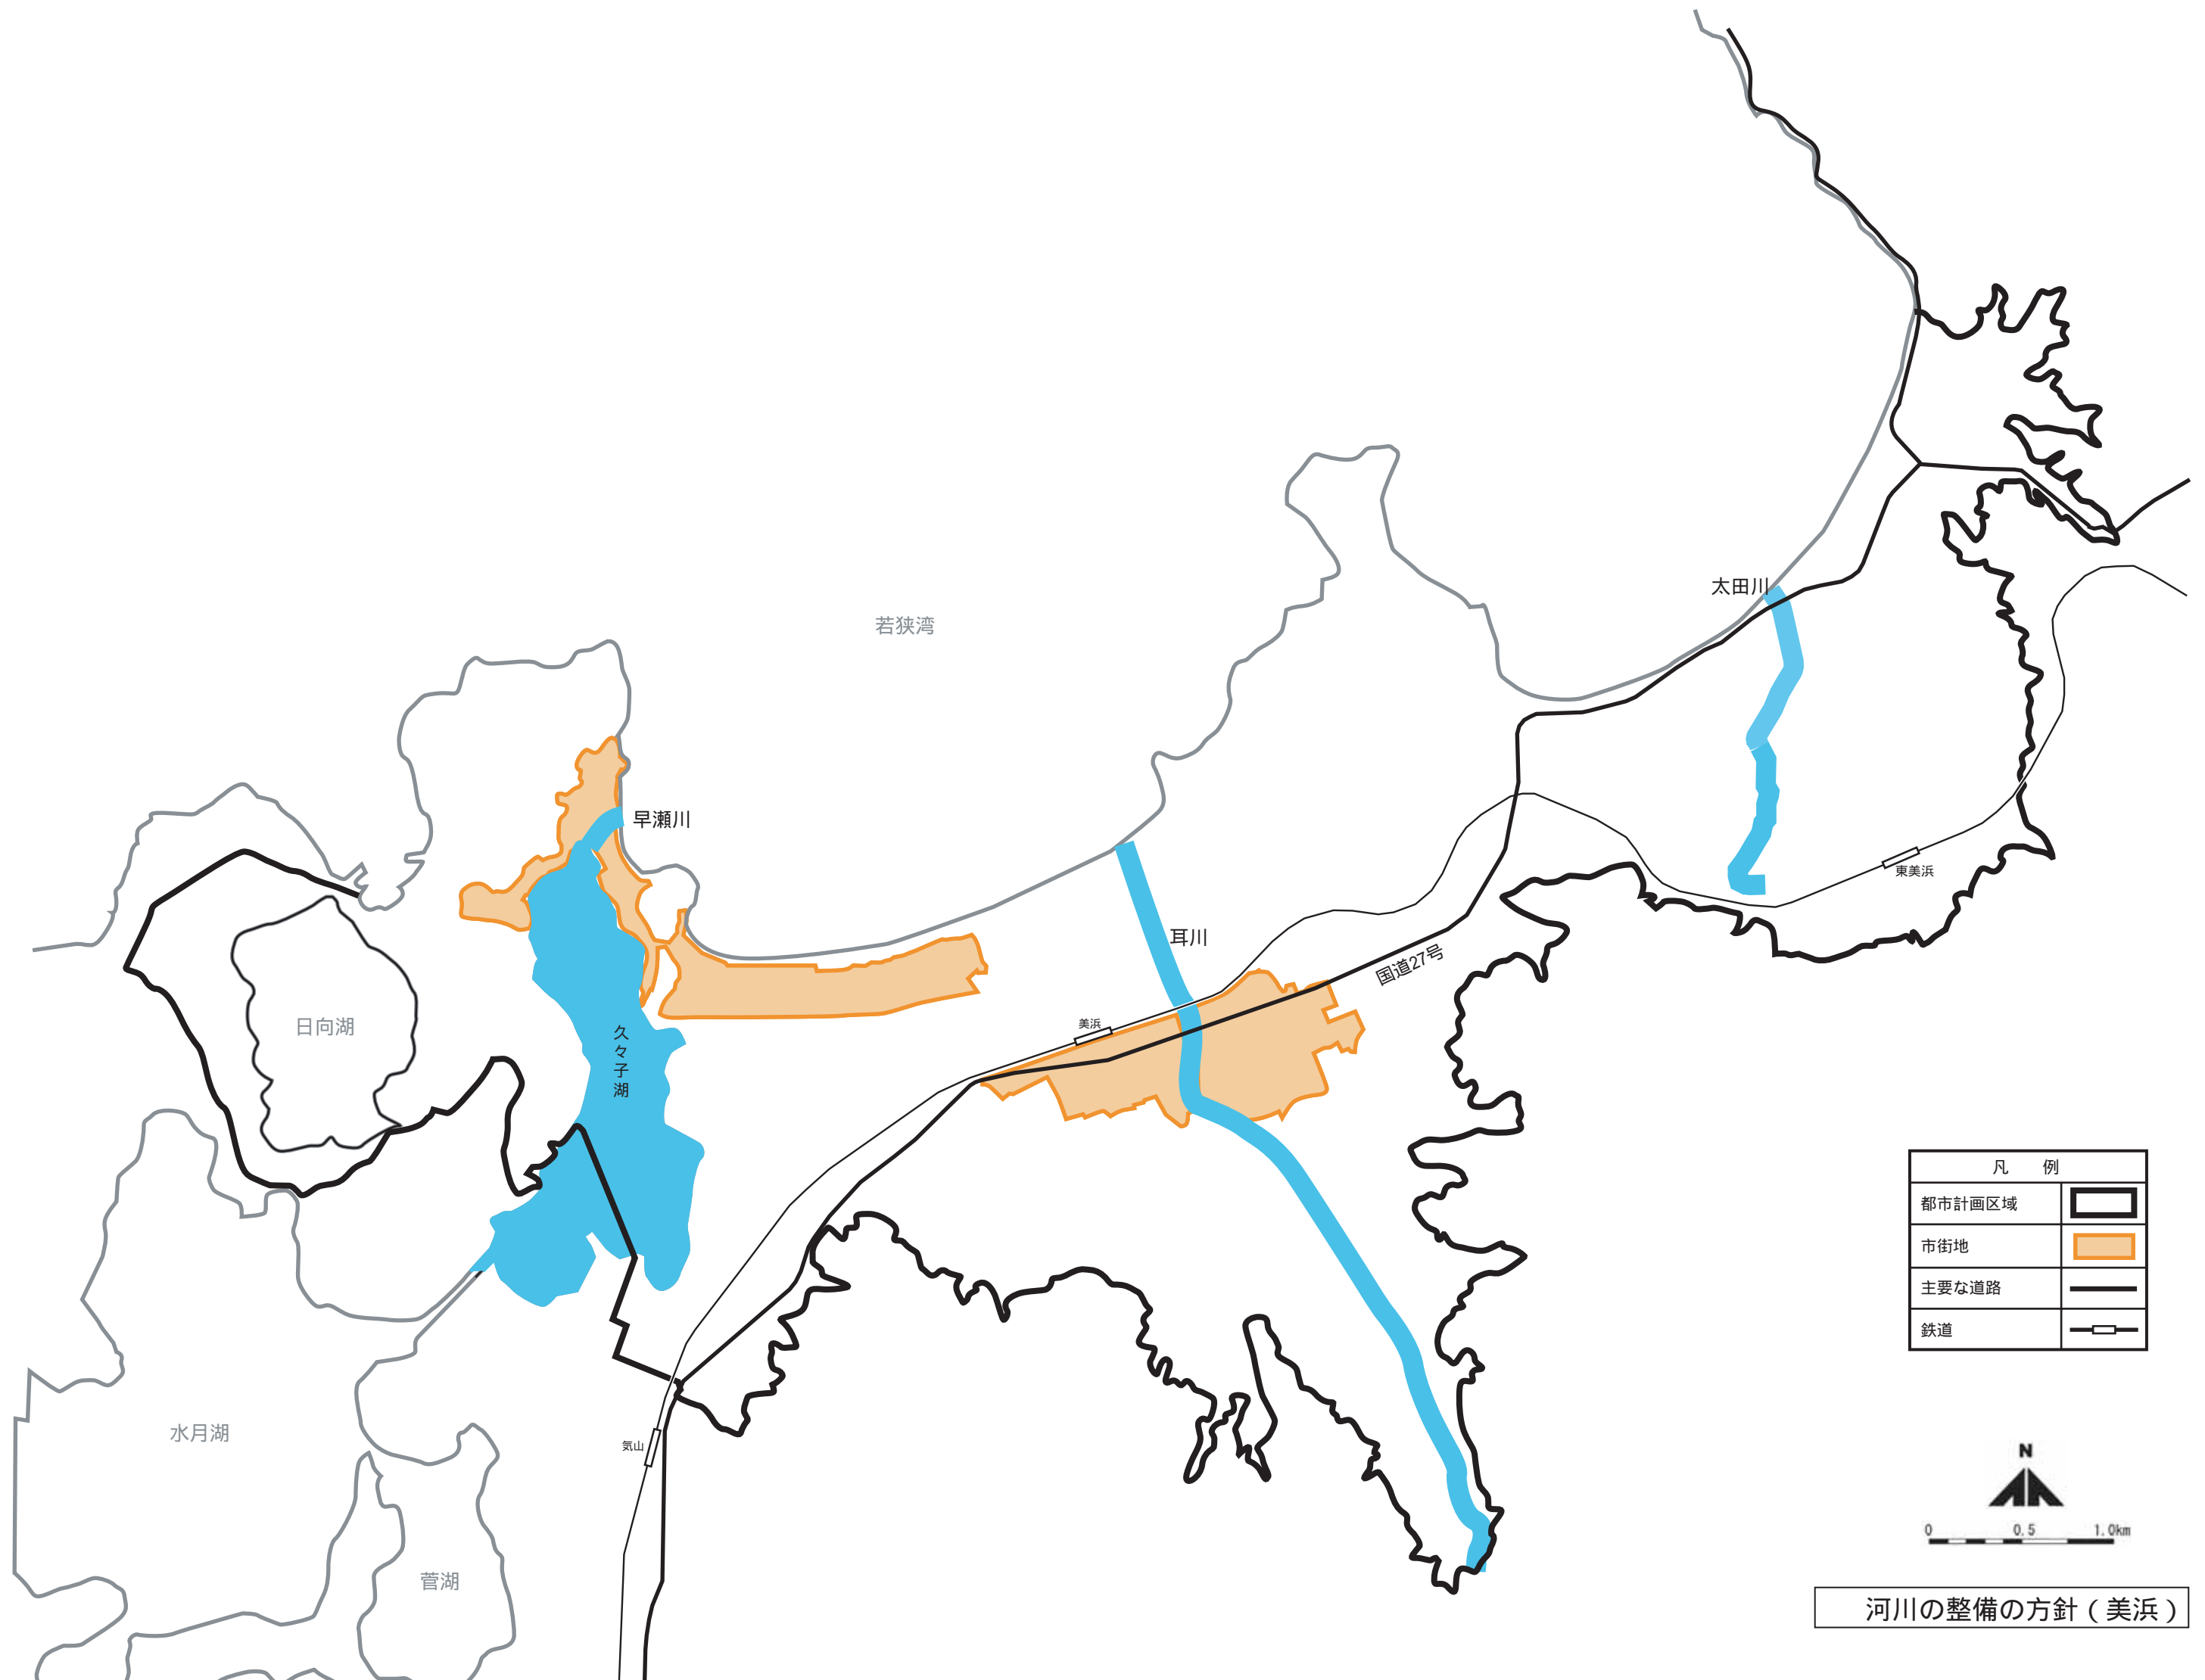 太田川
若狭湾
早瀬川
東美浜
耳川
国道27号
日向湖
美浜
久々子湖
凡 例
都市計画区域
市街地
主要な道路
鉄道
水月湖
気山
菅湖
N
0 0.5 1.0km
河川の整備の方針(美浜)